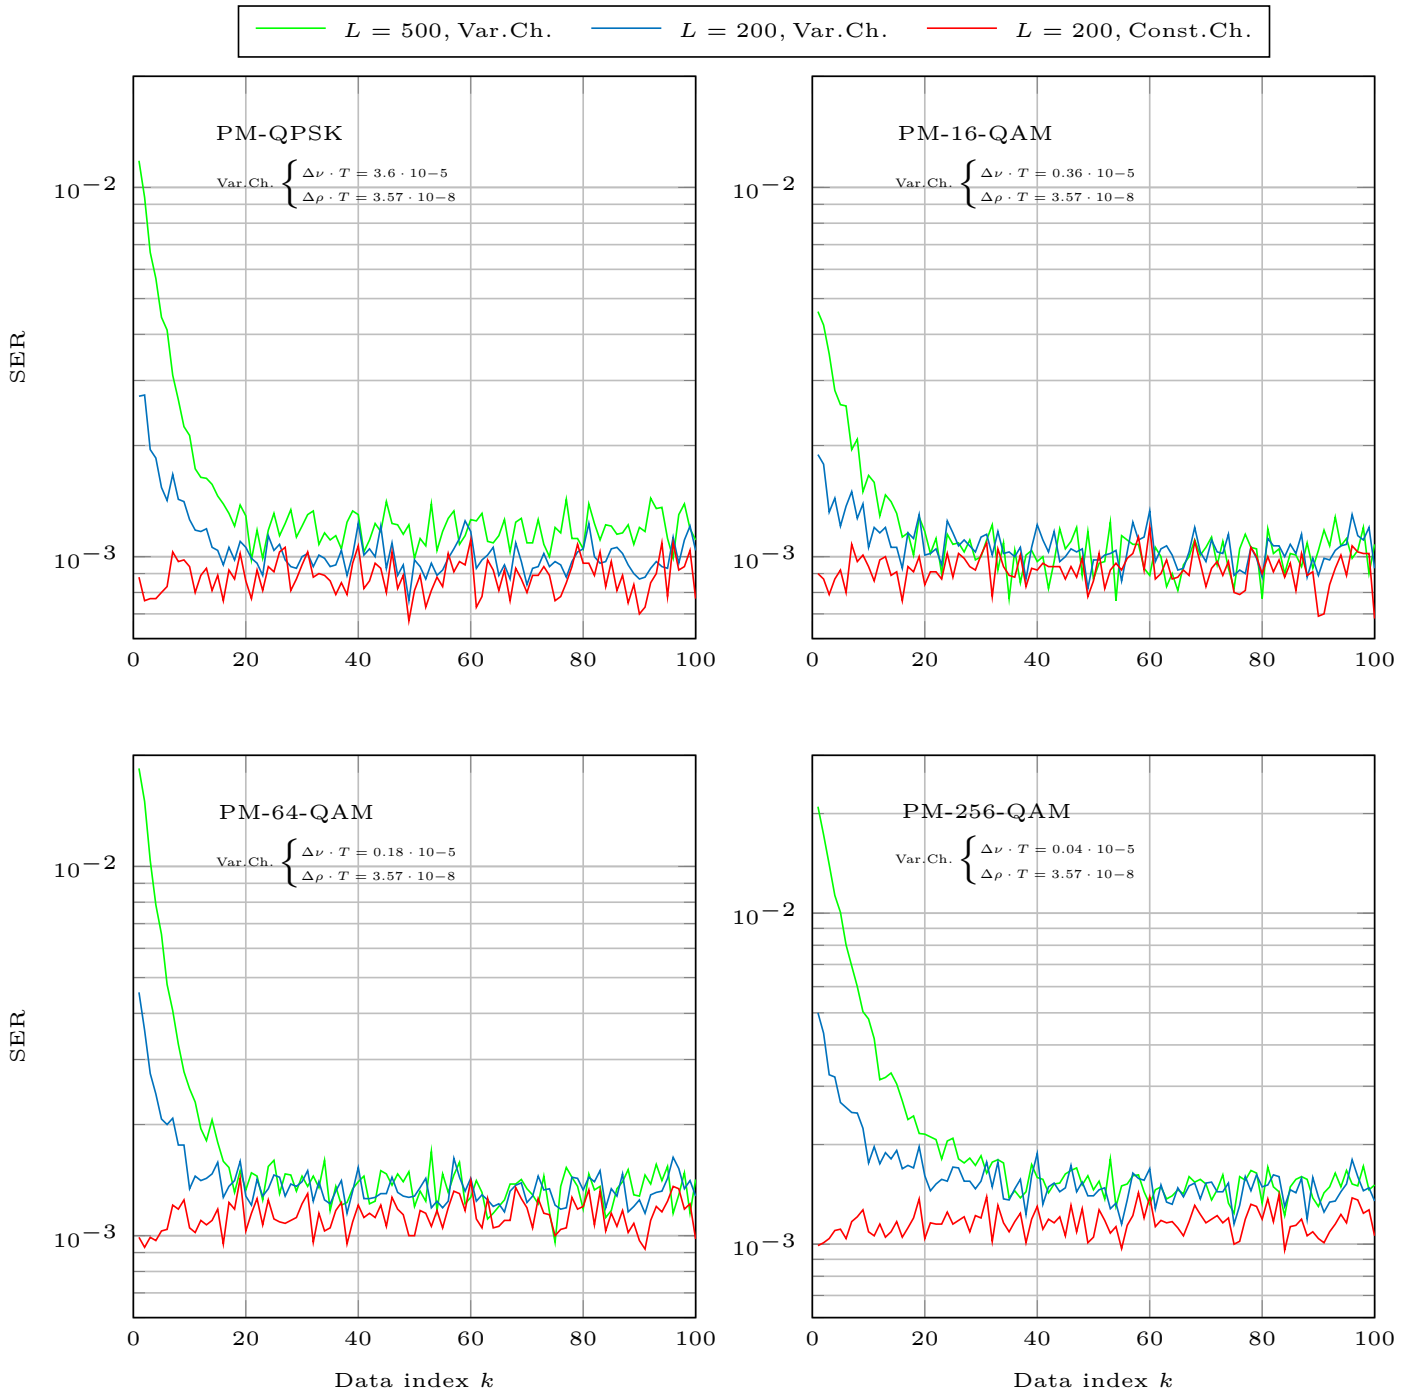 L = 500, Var.Ch. L = 200, Var.Ch. L = 200, Const.Ch.
PM-QPSK
Var.Ch. { Δν · T = 3.6 · 10−5
Δρ · T = 3.57 · 10−8
10−2
10−3
SER
0 20 40 60 80 100
PM-16-QAM
Var.Ch. { Δν · T = 0.36 · 10−5
Δρ · T = 3.57 · 10−8
10−2
10−3
0 20 40 60 80 100
PM-64-QAM
Var.Ch. { Δν · T = 0.18 · 10−5
Δρ · T = 3.57 · 10−8
10−2
10−3
SER
0 20 40 60 80 100
Data index k
PM-256-QAM
Var.Ch. { Δν · T = 0.04 · 10−5
Δρ · T = 3.57 · 10−8
10−2
10−3
0 20 40 60 80 100
Data index k